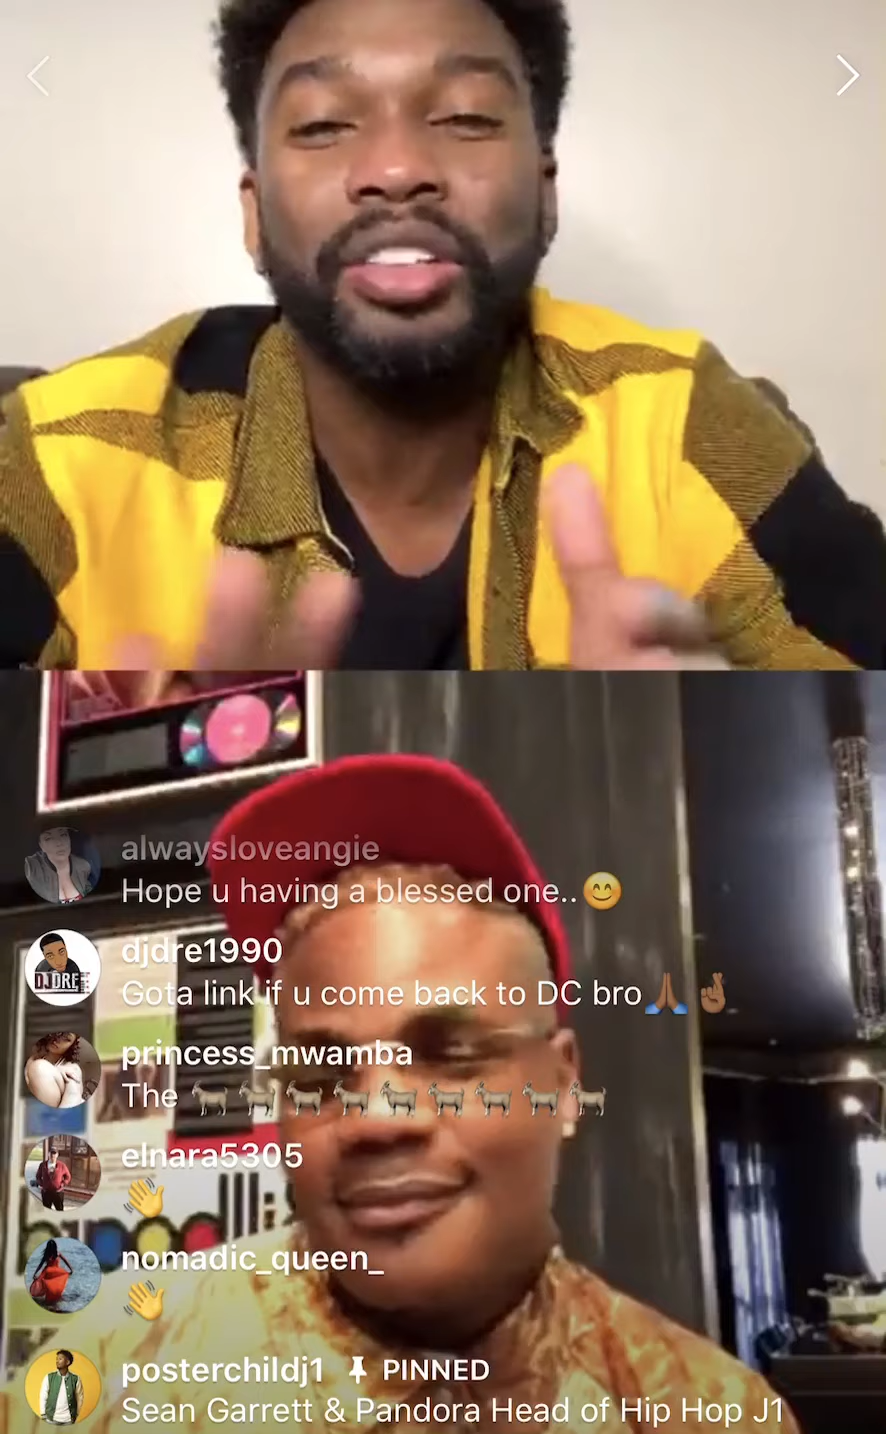 alwaysloveangie
Hope u having a blessed one..😊
djdre1990
DJDRE
Gota link if u come back to DC bro🙏🏾🤞🏾
princess_mwamba
The 🐐🐐🐐🐐🐐🐐🐐🐐🐐
elnara5305
👋
nomadic_queen_
👋
posterchildj1 📌 PINNED
Sean Garrett & Pandora Head of Hip Hop J1